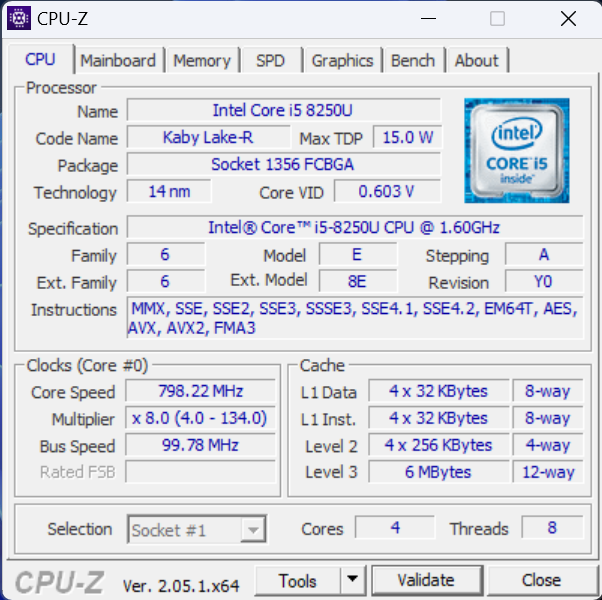 CPU-Z
CPU Mainboard Memory SPD Graphics Bench About
Processor
Name Intel Core i5 8250U
Code Name Kaby Lake-R Max TDP 15.0 W
Package Socket 1356 FCBGA
Technology 14 nm Core VID 0.603 V
intel
CORE i5
inside™
Specification Intel® Core™ i5-8250U CPU @ 1.60GHz
Family 6 Model E Stepping A
Ext. Family 6 Ext. Model 8E Revision Y0
Instructions MMX, SSE, SSE2, SSE3, SSSE3, SSE4.1, SSE4.2, EM64T, AES,
AVX, AVX2, FMA3
Clocks (Core #0)
Core Speed 798.22 MHz
Multiplier x 8.0 (4.0 - 134.0)
Bus Speed 99.78 MHz
Rated FSB
Cache
L1 Data 4 x 32 KBytes 8-way
L1 Inst. 4 x 32 KBytes 8-way
Level 2 4 x 256 KBytes 4-way
Level 3 6 MBytes 12-way
Selection Socket #1 Cores 4 Threads 8
CPU-Z Ver. 2.05.1.x64 Tools Validate Close